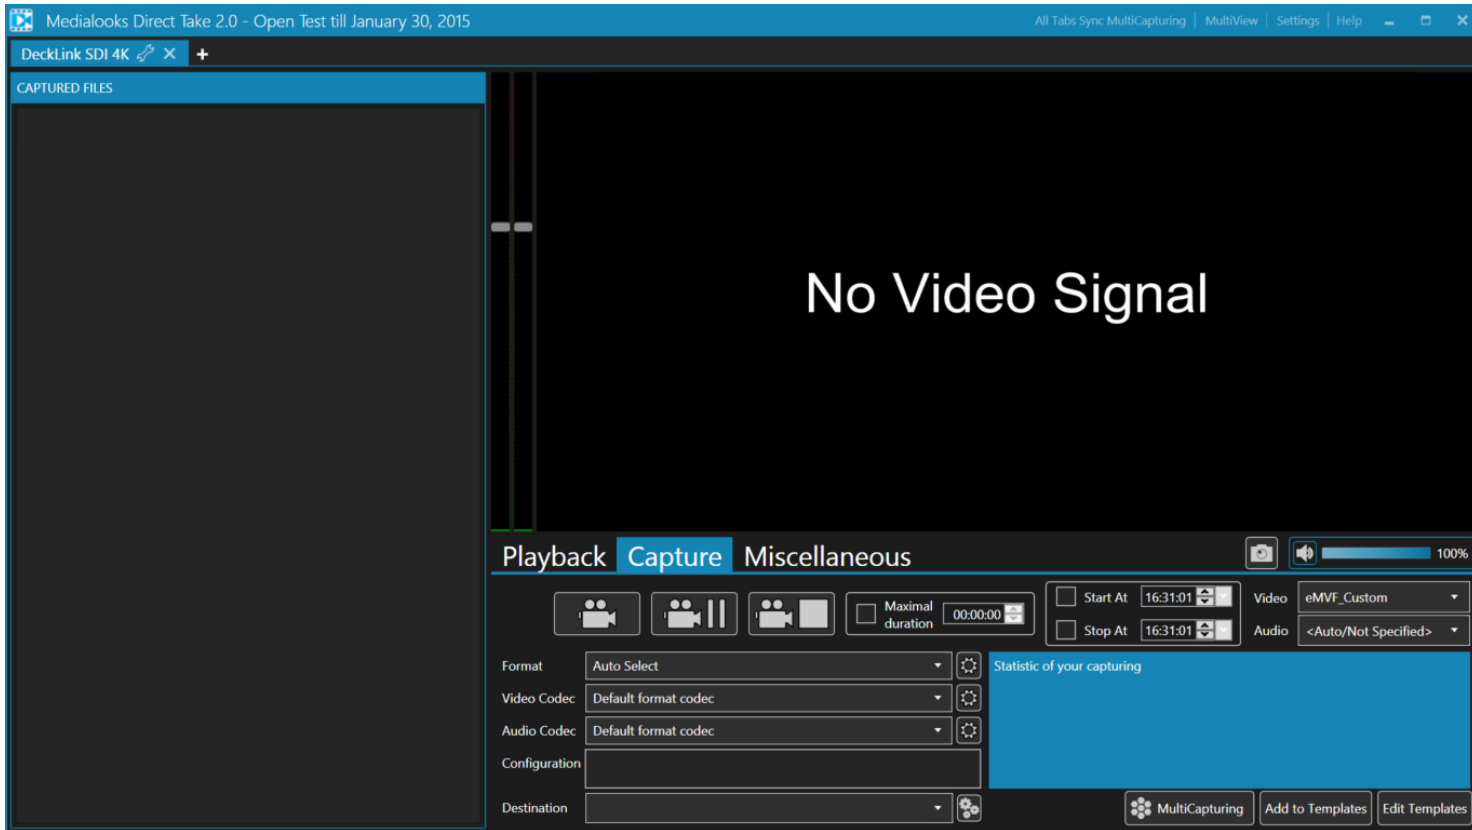 Medialooks Direct Take 2.0 - Open Test till January 30, 2015
All Tabs Sync MultiCapturing | MultiView | Settings | Help
DeckLink SDI 4K
CAPTURED FILES
No Video Signal
Playback Capture Miscellaneous
100%
Maximal duration 00:00:00
Start At 16:31:01
Stop At 16:31:01
Video eMVF_Custom
Audio <Auto/Not Specified>
Format Auto Select
Video Codec Default format codec
Audio Codec Default format codec
Configuration
Destination
Statistic of your capturing
MultiCapturing Add to Templates Edit Templates